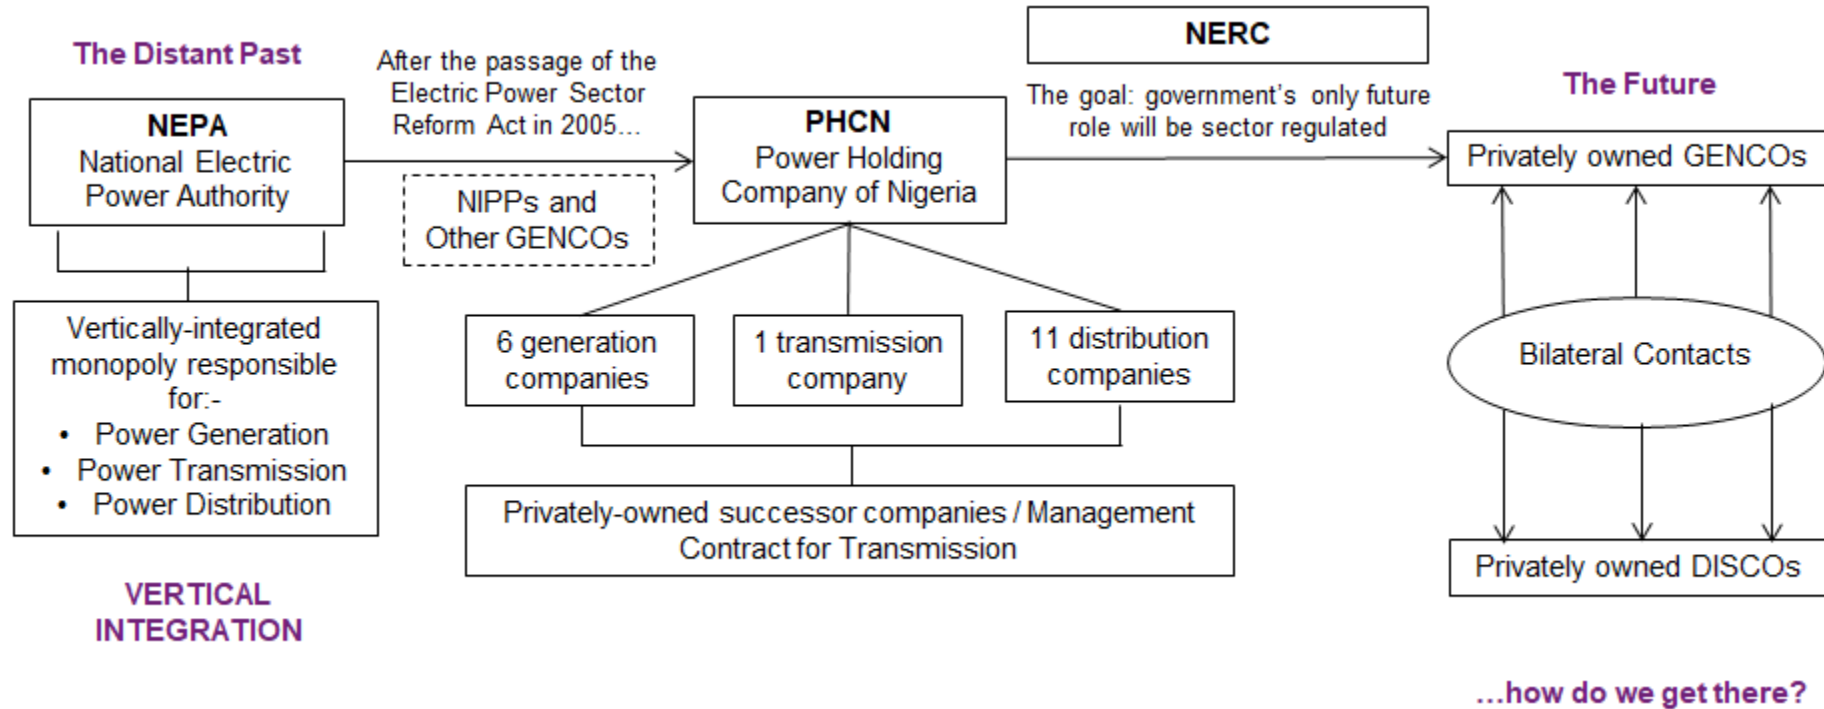 The Distant Past
NEPA
National Electric
Power Authority
Vertically-integrated
monopoly responsible
for:-
• Power Generation
• Power Transmission
• Power Distribution
VERTICAL
INTEGRATION
After the passage of the
Electric Power Sector
Reform Act in 2005...
NIPPs and
Other GENCOs
PHCN
Power Holding
Company of Nigeria
6 generation
companies
1 transmission
company
11 distribution
companies
Privately-owned successor companies / Management
Contract for Transmission
NERC
The goal: government's only future
role will be sector regulated
The Future
Privately owned GENCOs
Bilateral Contacts
Privately owned DISCOs
...how do we get there?